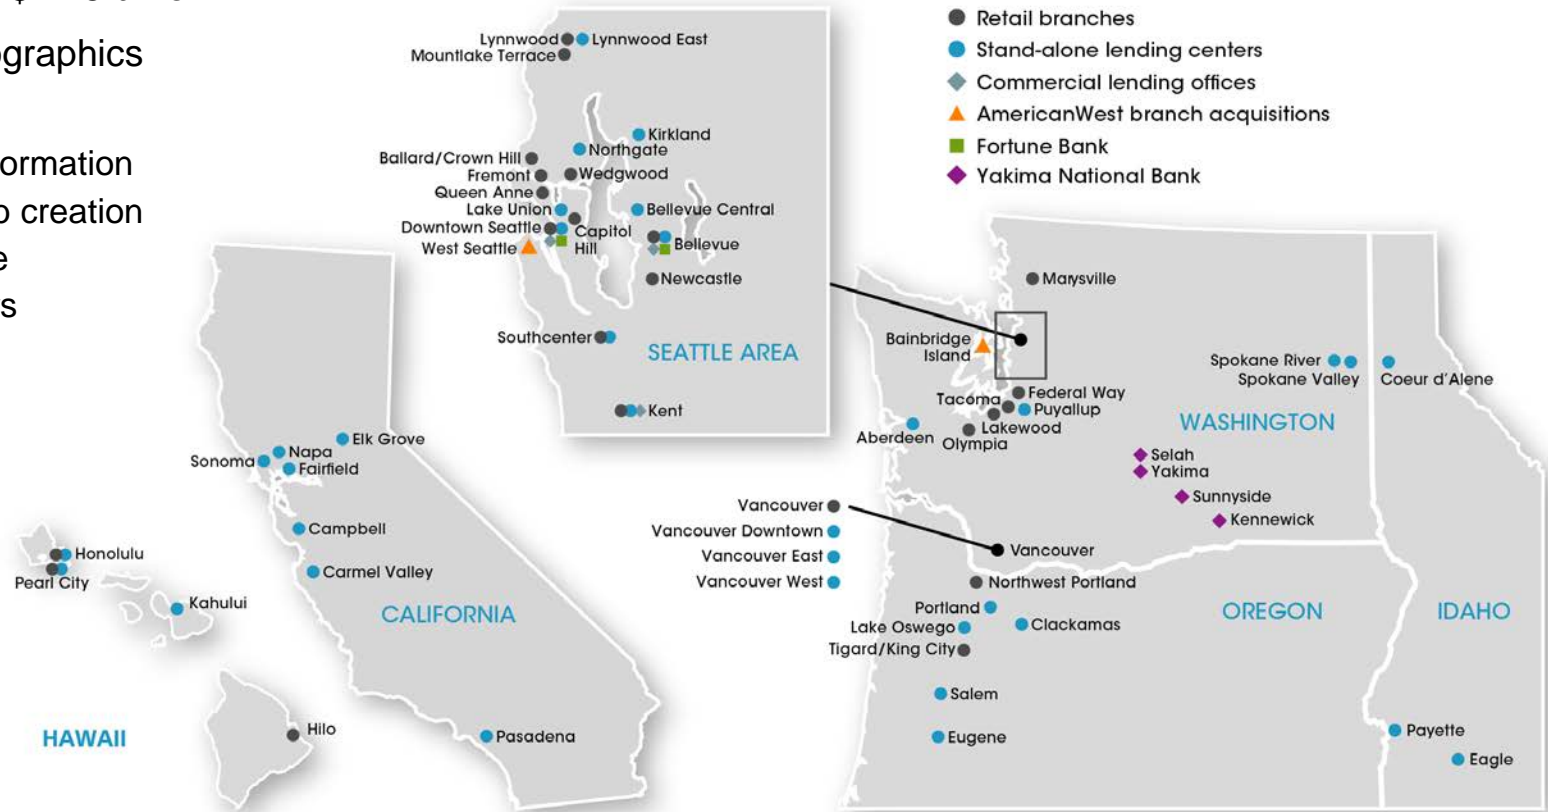 ographics
ormation
o creation
e
s
Retail branches
Stand-alone lending centers
Commercial lending offices
AmericanWest branch acquisitions
Fortune Bank
Yakima National Bank
Lynnwood
Lynnwood East
Mountlake Terrace
Kirkland
Northgate
Ballard/Crown Hill
Fremont
Wedgwood
Queen Anne
Lake Union
Bellevue Central
Downtown Seattle
Capitol
Hill
West Seattle
Bellevue
Newcastle
Southcenter
SEATTLE AREA
Kent
Marysville
Bainbridge
Island
Spokane River
Spokane Valley
Coeur d'Alene
Federal Way
Tacoma
Puyallup
Lakewood
Olympia
Aberdeen
WASHINGTON
Selah
Yakima
Sunnyside
Kennewick
Vancouver
Vancouver Downtown
Vancouver East
Vancouver West
Vancouver
Northwest Portland
Portland
Lake Oswego
Clackamas
Tigard/King City
OREGON
IDAHO
Salem
Eugene
Payette
Eagle
Elk Grove
Napa
Sonoma
Fairfield
Campbell
Carmel Valley
CALIFORNIA
Pasadena
Honolulu
Pearl City
Kahului
HAWAII
Hilo